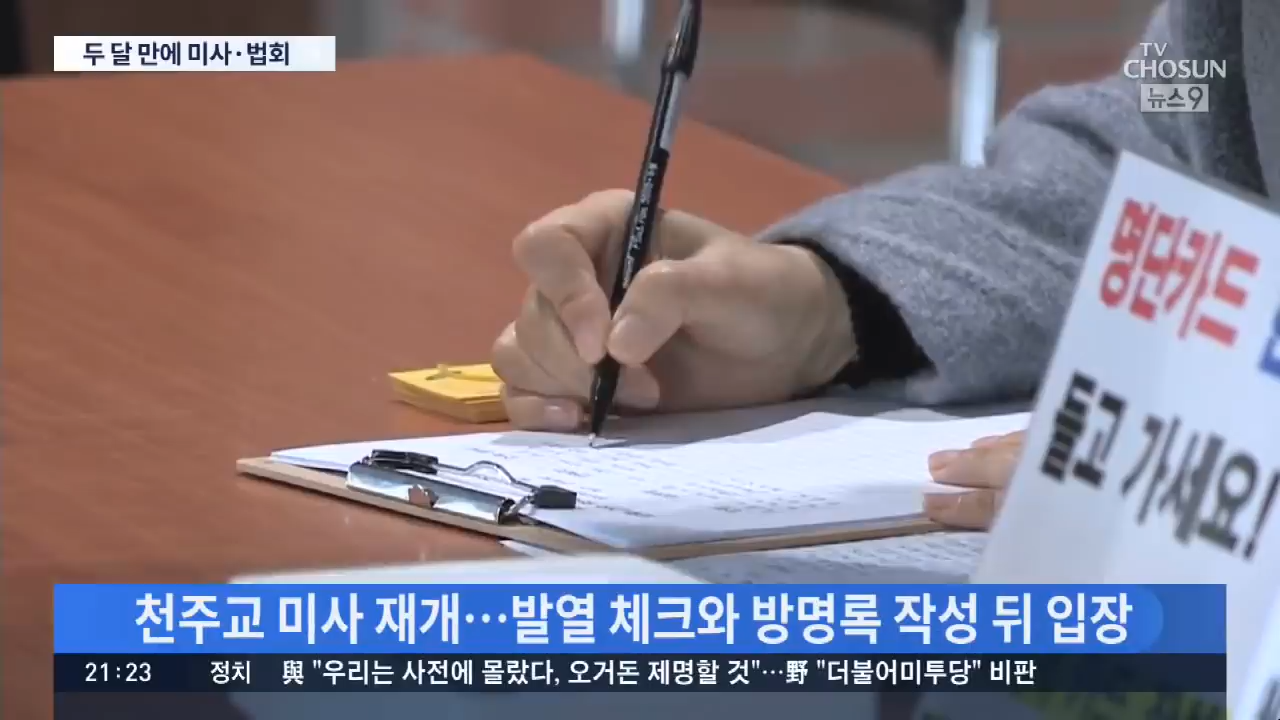 두 달 만에 미사·법회
TV
CHOSUN
뉴스9
명단카드
들고 가세요!
천주교 미사 재개…발열 체크와 방명록 작성 뒤 입장
21:23 정치 與 "우리는 사전에 몰랐다, 오거돈 제명할 것"…野 "더불어미투당" 비판